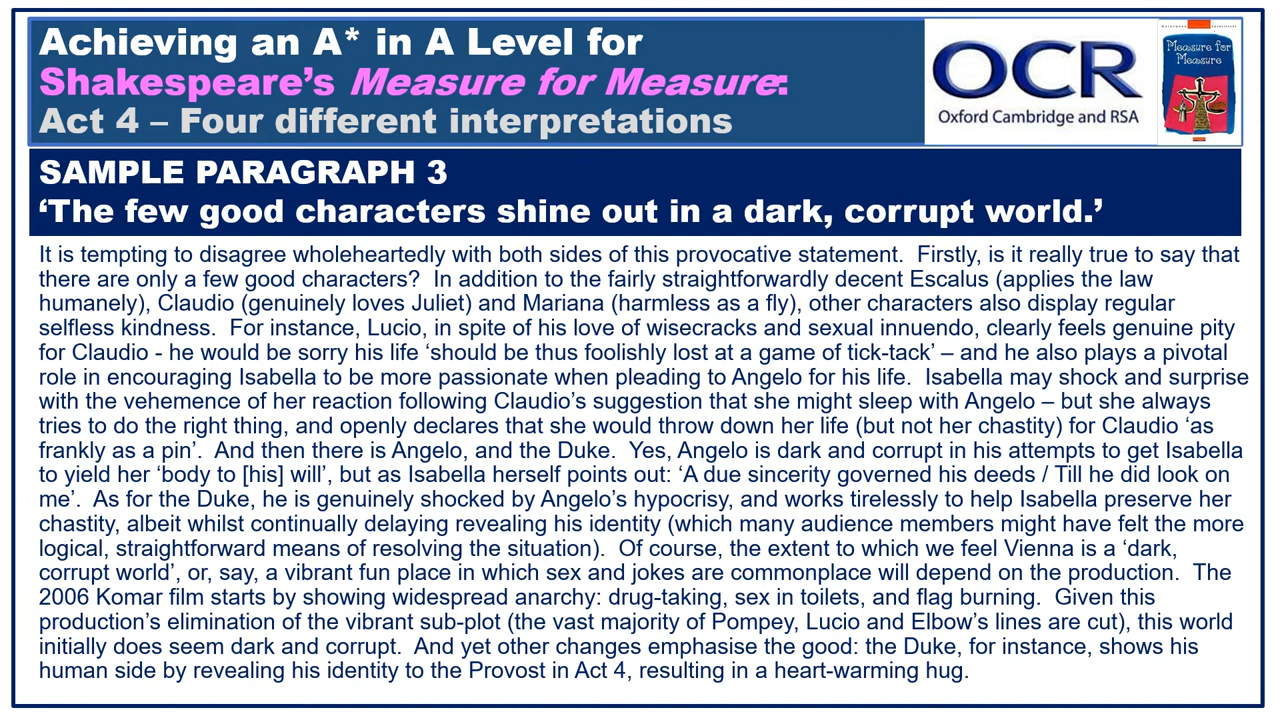 Achieving an A* in A Level for
Shakespeare's Measure for Measure:
Act 4 – Four different interpretations
OCR
Oxford Cambridge and RSA
Measure for
Measure
SAMPLE PARAGRAPH 3
‘The few good characters shine out in a dark, corrupt world.’
It is tempting to disagree wholeheartedly with both sides of this provocative statement.  Firstly, is it really true to say that
there are only a few good characters?  In addition to the fairly straightforwardly decent Escalus (applies the law
humanely), Claudio (genuinely loves Juliet) and Mariana (harmless as a fly), other characters also display regular
selfless kindness.  For instance, Lucio, in spite of his love of wisecracks and sexual innuendo, clearly feels genuine pity
for Claudio - he would be sorry his life ‘should be thus foolishly lost at a game of tick-tack’ – and he also plays a pivotal
role in encouraging Isabella to be more passionate when pleading to Angelo for his life.  Isabella may shock and surprise
with the vehemence of her reaction following Claudio’s suggestion that she might sleep with Angelo – but she always
tries to do the right thing, and openly declares that she would throw down her life (but not her chastity) for Claudio ‘as
frankly as a pin’.  And then there is Angelo, and the Duke.  Yes, Angelo is dark and corrupt in his attempts to get Isabella
to yield her ‘body to [his] will’, but as Isabella herself points out: ‘A due sincerity governed his deeds / Till he did look on
me’.  As for the Duke, he is genuinely shocked by Angelo’s hypocrisy, and works tirelessly to help Isabella preserve her
chastity, albeit whilst continually delaying revealing his identity (which many audience members might have felt the more
logical, straightforward means of resolving the situation).  Of course, the extent to which we feel Vienna is a ‘dark,
corrupt world’, or, say, a vibrant fun place in which sex and jokes are commonplace will depend on the production.  The
2006 Komar film starts by showing widespread anarchy: drug-taking, sex in toilets, and flag burning.  Given this
production’s elimination of the vibrant sub-plot (the vast majority of Pompey, Lucio and Elbow’s lines are cut), this world
initially does seem dark and corrupt.  And yet other changes emphasise the good: the Duke, for instance, shows his
human side by revealing his identity to the Provost in Act 4, resulting in a heart-warming hug.